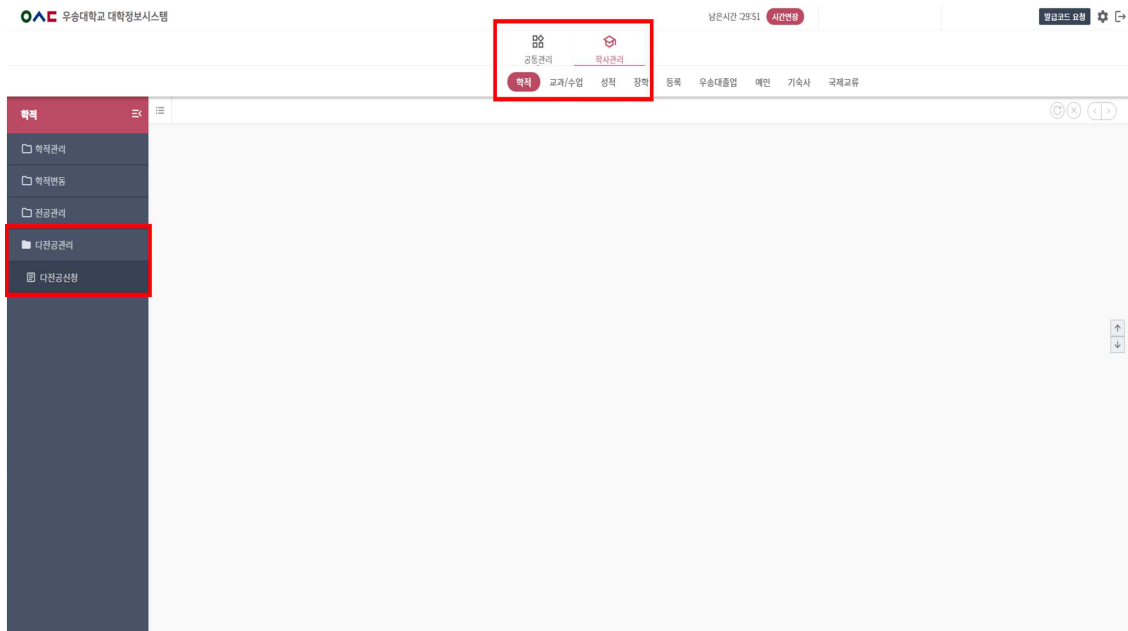 우송대학교 대학정보시스템
남은시간 :29:51 시간연장
발급코드 요청
공통관리 학사관리
학적 교과/수업 성적 장학 등록 우송대졸업 예민 기숙사 국제교류
학적
학적관리
학적변동
전공관리
다전공관리
다전공신청